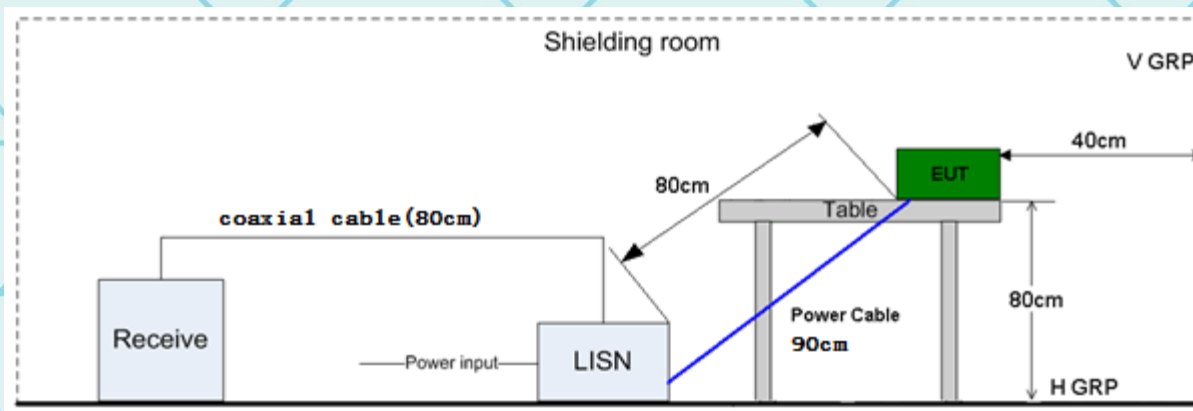 Shielding room
V GRP
40cm
EUT
80cm
Table
coaxial cable(80cm)
80cm
Power Cable
90cm
Receive
Power input
LISN
H GRP